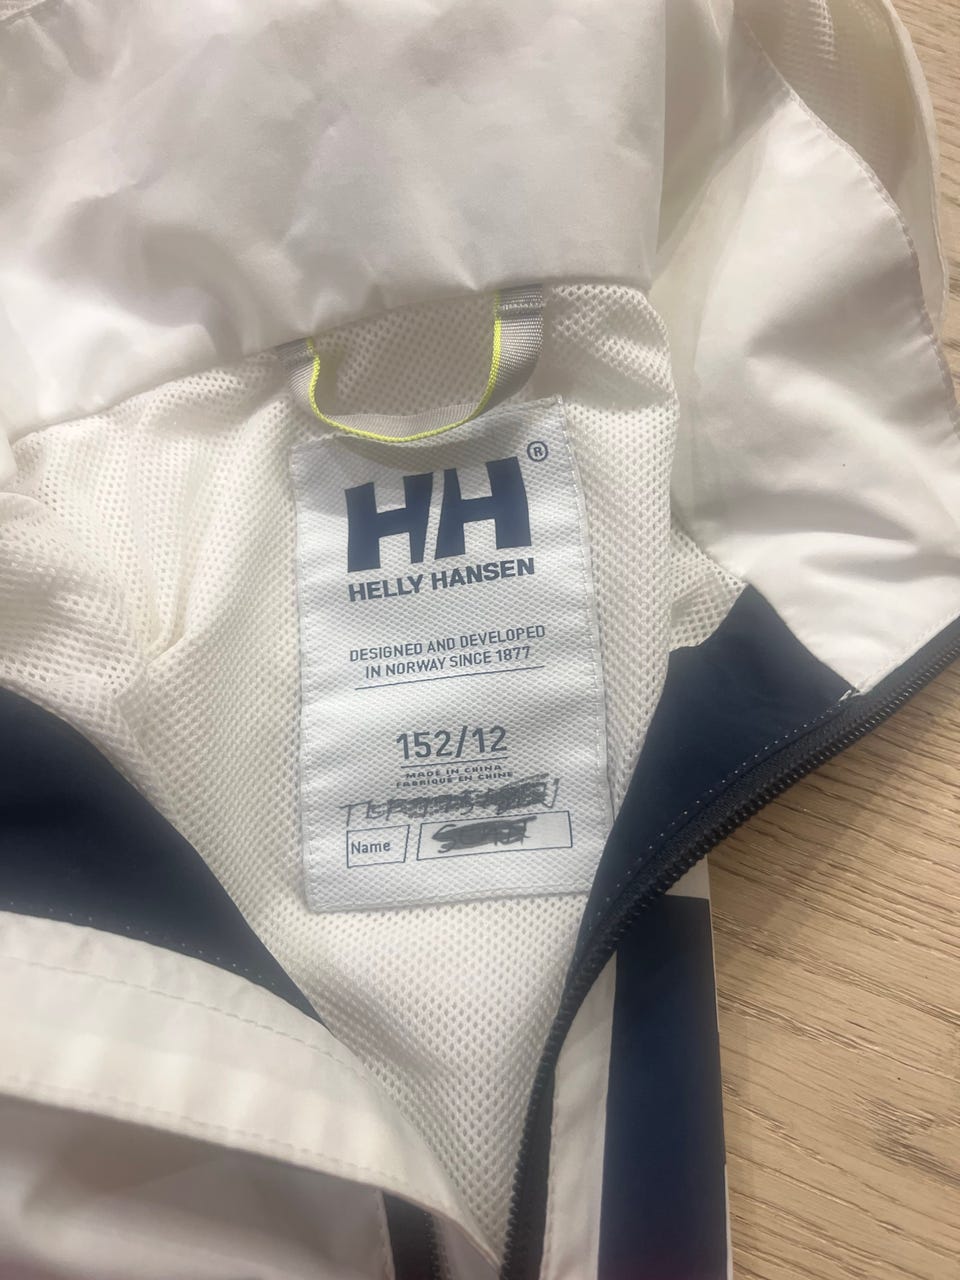 HH®
HELLY HANSEN
DESIGNED AND DEVELOPED
IN NORWAY SINCE 1877
152/12
MADE IN CHINA
FABRIQUÉ EN CHINE
Name